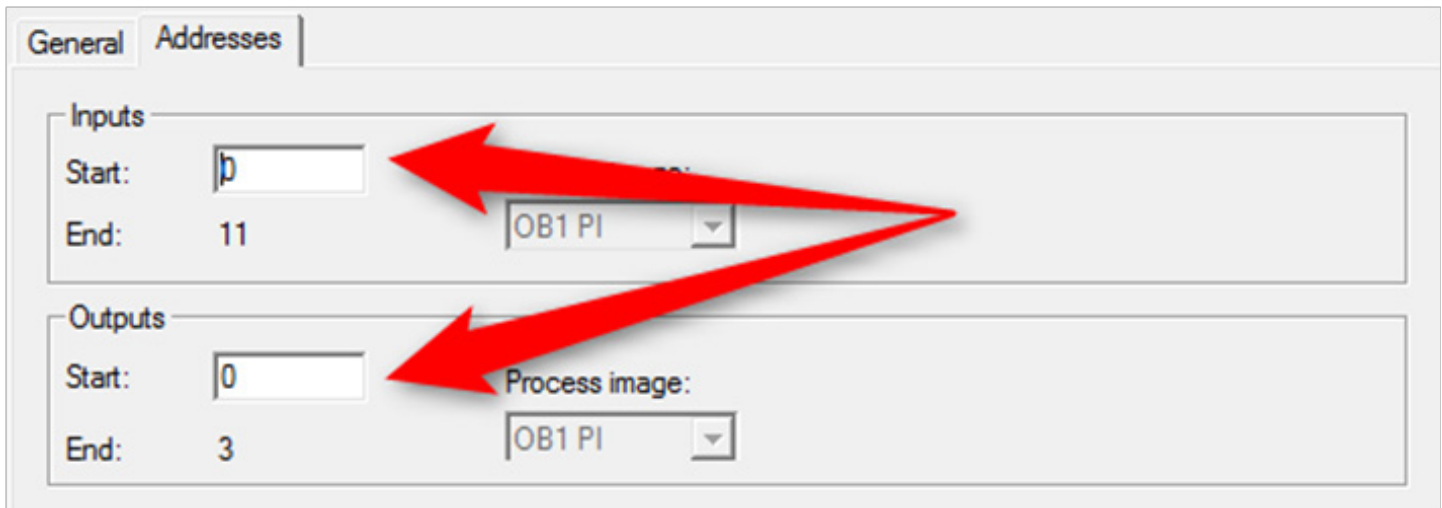 General Addresses
Inputs
Start: 0
End: 11 OB1 PI
Outputs
Start: 0 Process image:
End: 3 OB1 PI